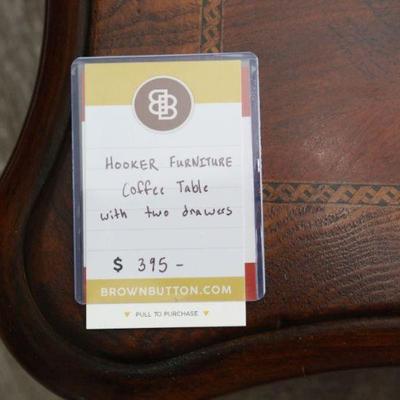 BB
HOOKER FURNITURE
Coffee Table
with two drawers
$ 395 -
BROWNBUTTON.COM
▼ PULL TO PURCHASE ▼